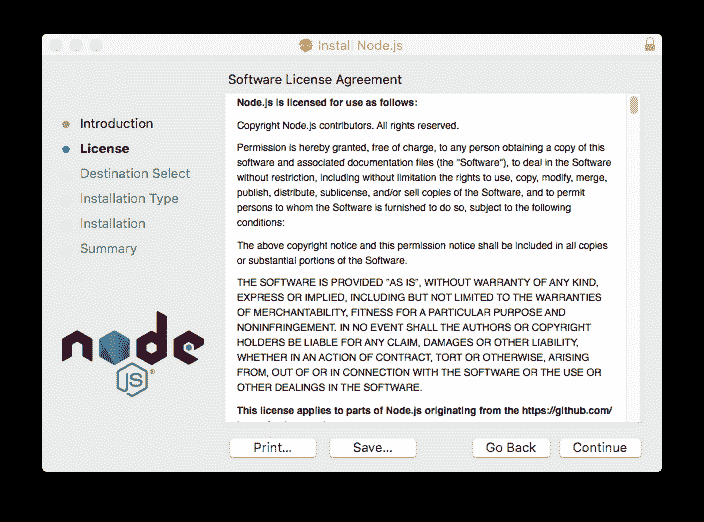 Install Node.js
Software License Agreement
Introduction
License
Destination Select
Installation Type
Installation
Summary
node
JS
Node.js is licensed for use as follows:
Copyright Node.js contributors. All rights reserved.
Permission is hereby granted, free of charge, to any person obtaining a copy of this
software and associated documentation files (the "Software"), to deal in the Software
without restriction, including without limitation the rights to use, copy, modify, merge,
publish, distribute, sublicense, and/or sell copies of the Software, and to permit
persons to whom the Software is furnished to do so, subject to the following
conditions:
The above copyright notice and this permission notice shall be included in all copies
or substantial portions of the Software.
THE SOFTWARE IS PROVIDED "AS IS", WITHOUT WARRANTY OF ANY KIND,
EXPRESS OR IMPLIED, INCLUDING BUT NOT LIMITED TO THE WARRANTIES
OF MERCHANTABILITY, FITNESS FOR A PARTICULAR PURPOSE AND
NONINFRINGEMENT. IN NO EVENT SHALL THE AUTHORS OR COPYRIGHT
HOLDERS BE LIABLE FOR ANY CLAIM, DAMAGES OR OTHER LIABILITY,
WHETHER IN AN ACTION OF CONTRACT, TORT OR OTHERWISE, ARISING
FROM, OUT OF OR IN CONNECTION WITH THE SOFTWARE OR THE USE OR
OTHER DEALINGS IN THE SOFTWARE.
This license applies to parts of Node.js originating from the https://github.com/
Print...
Save...
Go Back
Continue